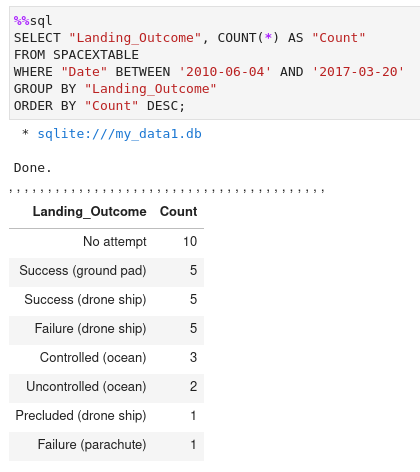 %%sql
SELECT "Landing_Outcome", COUNT(*) AS "Count"
FROM SPACEXTABLE
WHERE "Date" BETWEEN '2010-06-04' AND '2017-03-20'
GROUP BY "Landing_Outcome"
ORDER BY "Count" DESC;
* sqlite:///my_data1.db
Done.
,,,,,,,,,,,,,,,,,,,,,,,,,,,,,,,,,,,,,,,,
Landing_Outcome Count
No attempt 10
Success (ground pad) 5
Success (drone ship) 5
Failure (drone ship) 5
Controlled (ocean) 3
Uncontrolled (ocean) 2
Precluded (drone ship) 1
Failure (parachute) 1